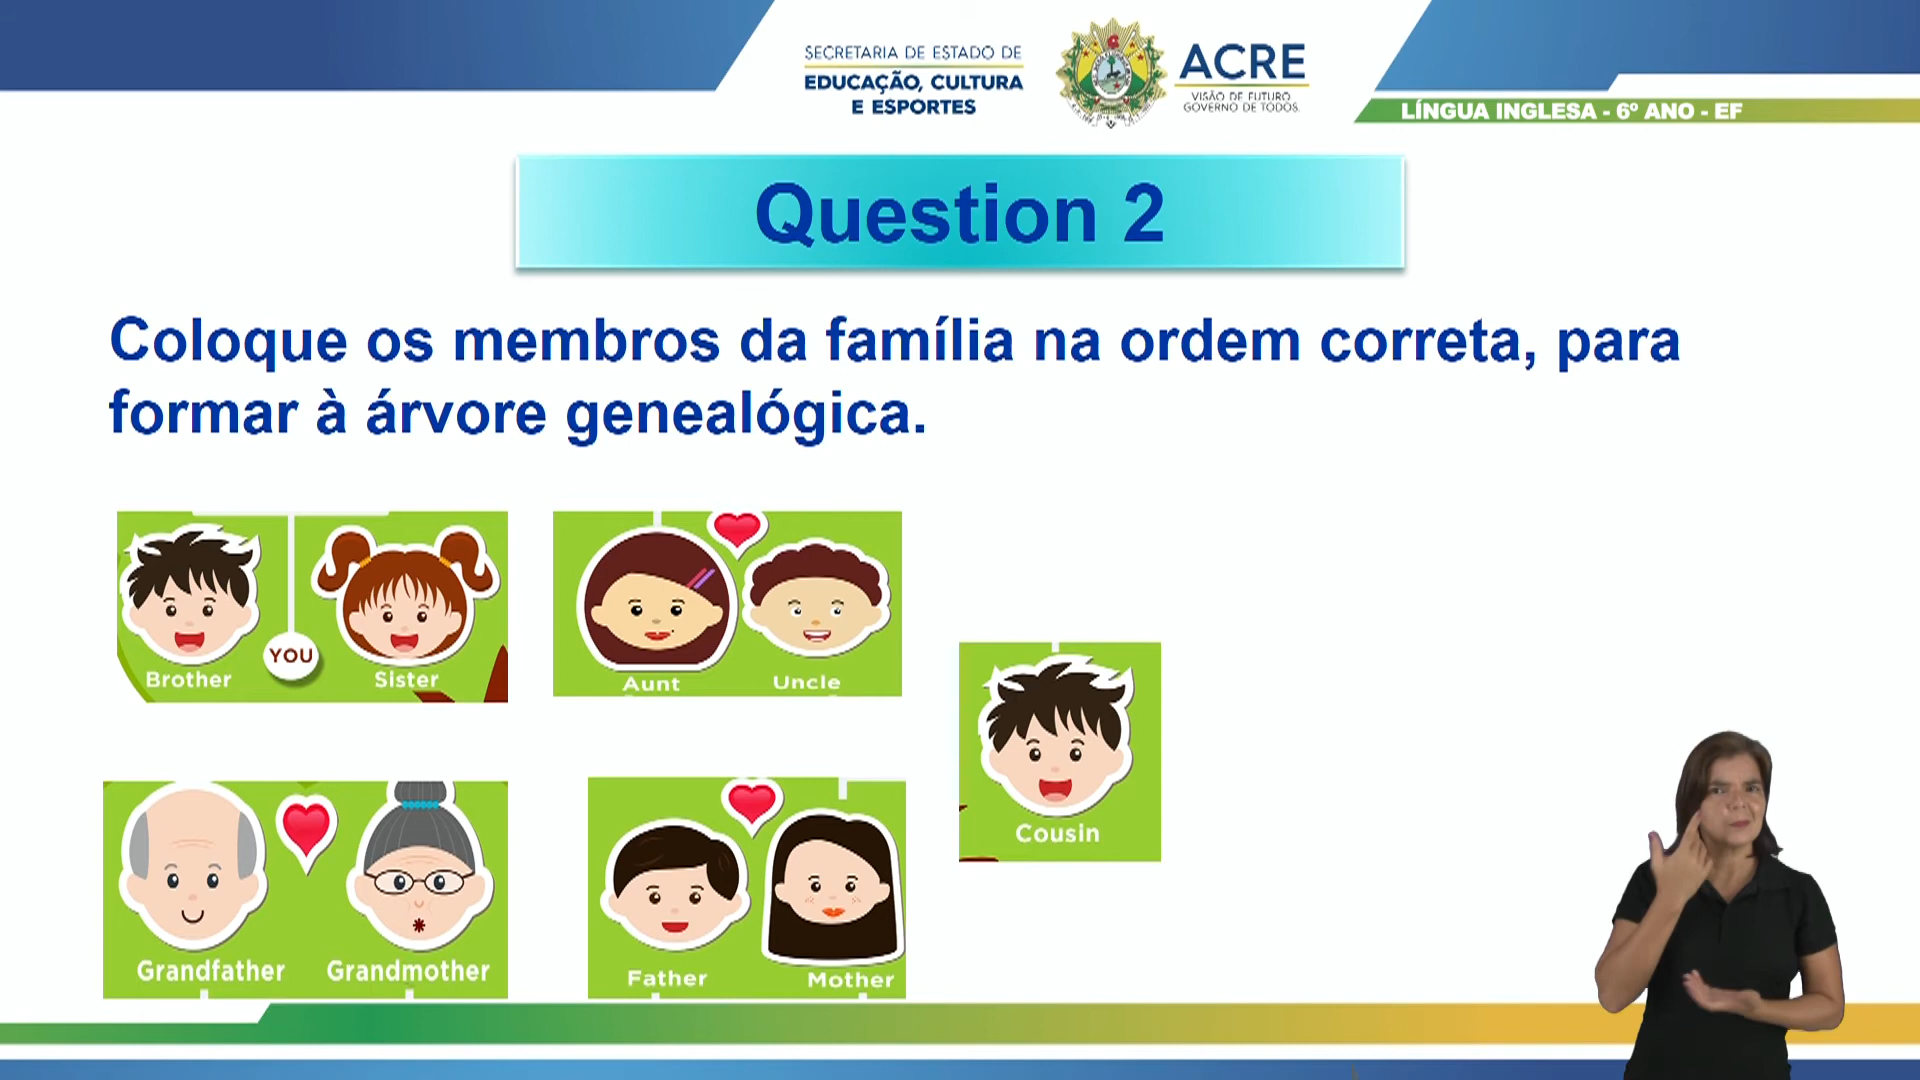 SECRETARIA DE ESTADO DE
EDUCAÇÃO, CULTURA
E ESPORTES
ACRE
VISÃO DE FUTURO
GOVERNO DE TODOS.
LÍNGUA INGLESA - 6º ANO - EF
Question 2
Coloque os membros da família na ordem correta, para
formar à árvore genealógica.
YOU
Brother
Sister
Aunt
Uncle
Cousin
Grandfather
Grandmother
Father
Mother